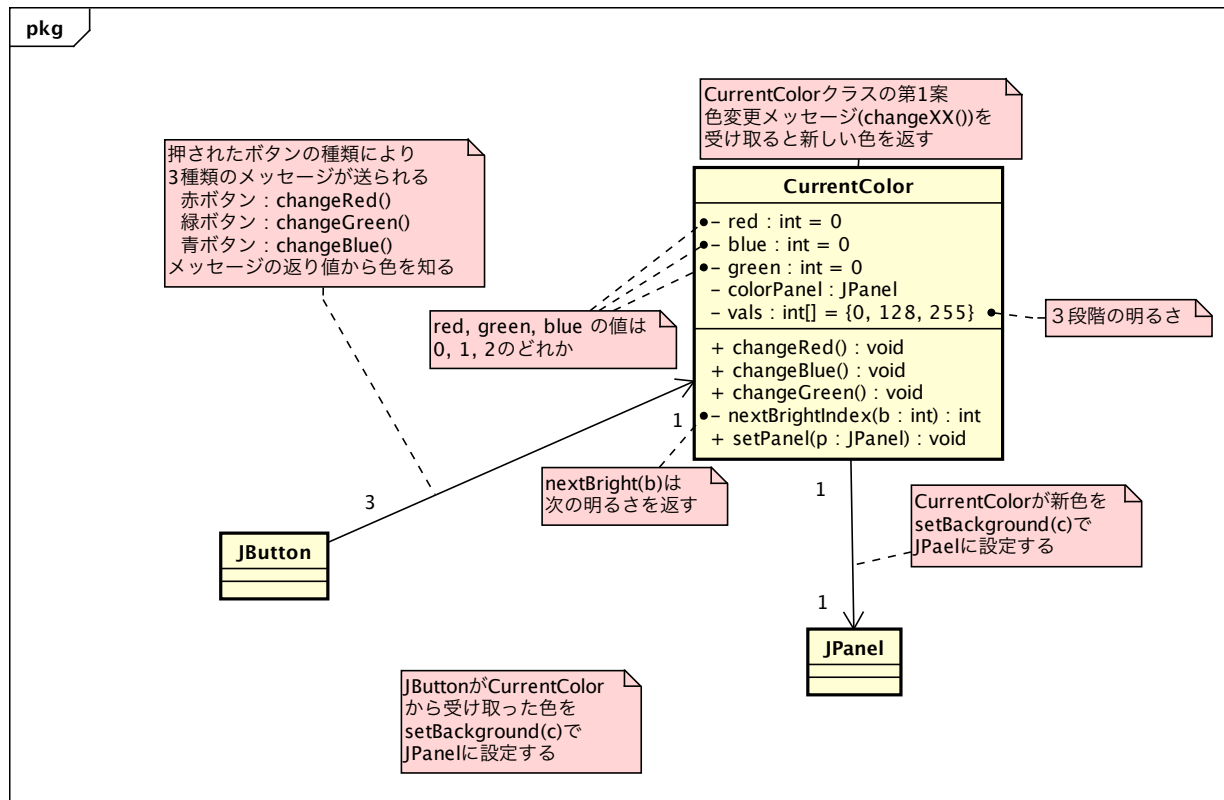 pkg
CurrentColorクラスの第1案
色変更メッセージ(changeXX())を
受け取ると新しい色を返す
押されたボタンの種類により
3種類のメッセージが送られる
赤ボタン：changeRed()
緑ボタン：changeGreen()
青ボタン：changeBlue()
メッセージの返り値から色を知る
CurrentColor
- red : int = 0
- blue : int = 0
- green : int = 0
- colorPanel : JPanel
- vals : int[] = {0, 128, 255}
+ changeRed() : void
+ changeBlue() : void
+ changeGreen() : void
- nextBrightIndex(b : int) : int
+ setPanel(p : JPanel) : void
３段階の明るさ
red, green, blue の値は
0, 1, 2のどれか
1
nextBright(b)は
次の明るさを返す
3
JButton
1
CurrentColorが新色を
setBackground(c)で
JPaelに設定する
1
JPanel
JButtonがCurrentColor
から受け取った色を
setBackground(c)で
JPanelに設定する